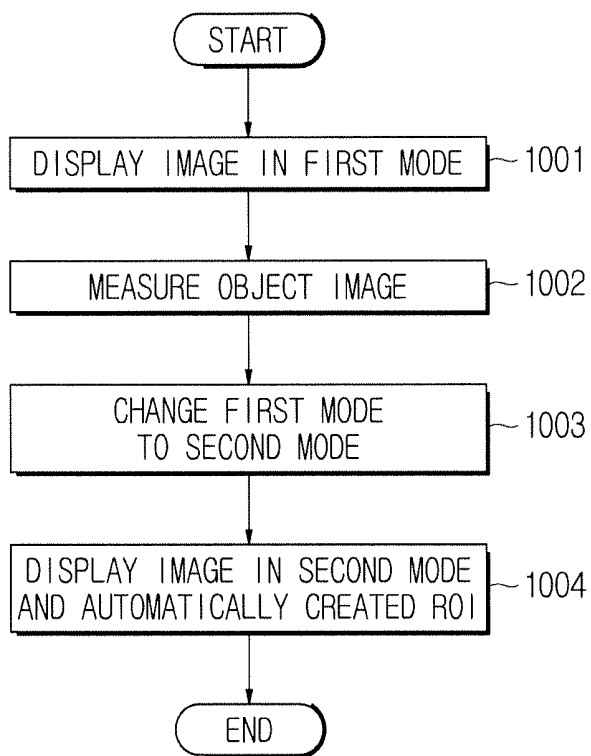 START
DISPLAY IMAGE IN FIRST MODE
1001
MEASURE OBJECT IMAGE
1002
CHANGE FIRST MODE
TO SECOND MODE
1003
DISPLAY IMAGE IN SECOND MODE
AND AUTOMATICALLY CREATED ROI
1004
END